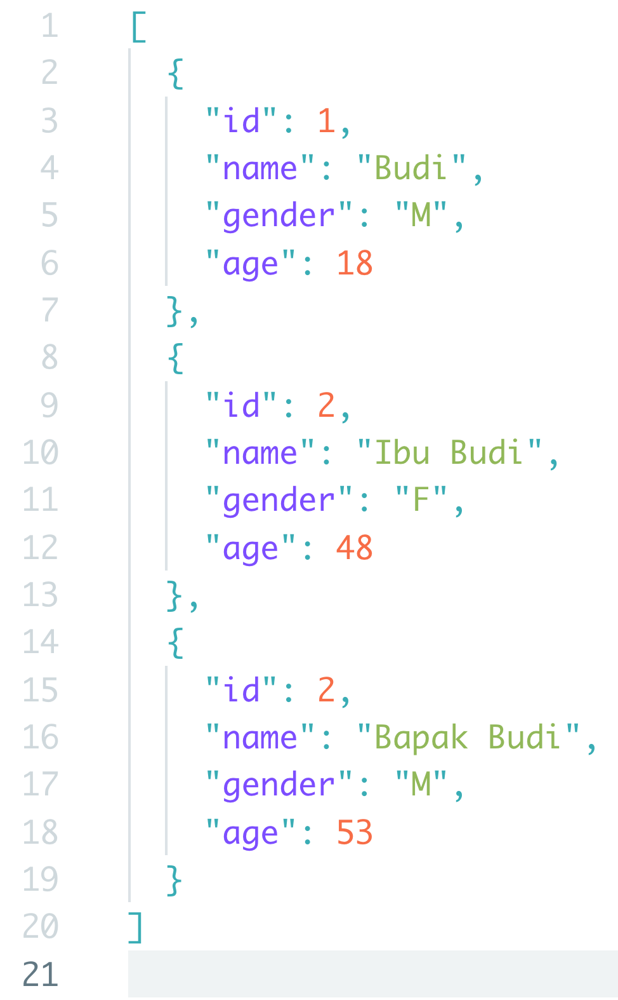 1 [
2   {
3     "id": 1,
4     "name": "Budi",
5     "gender": "M",
6     "age": 18
7   },
8   {
9     "id": 2,
10     "name": "Ibu Budi",
11     "gender": "F",
12     "age": 48
13   },
14   {
15     "id": 2,
16     "name": "Bapak Budi",
17     "gender": "M",
18     "age": 53
19   }
20 ]
21